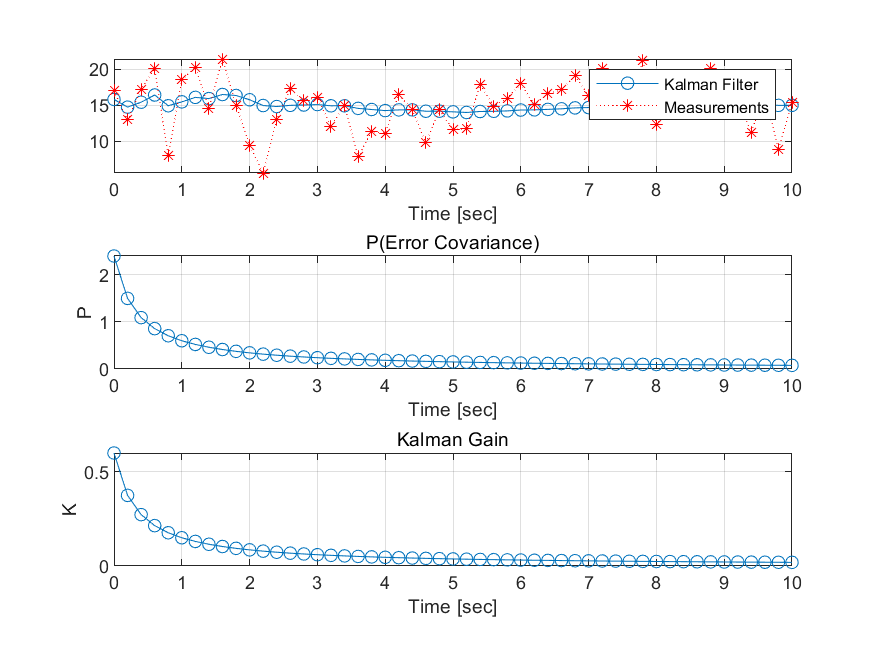 20
15
10
Kalman Filter
Measurements
0 1 2 3 4 5 6 7 8 9 10
Time [sec]
P(Error Covariance)
2
1
0
P
0 1 2 3 4 5 6 7 8 9 10
Time [sec]
Kalman Gain
0.5
0
K
0 1 2 3 4 5 6 7 8 9 10
Time [sec]